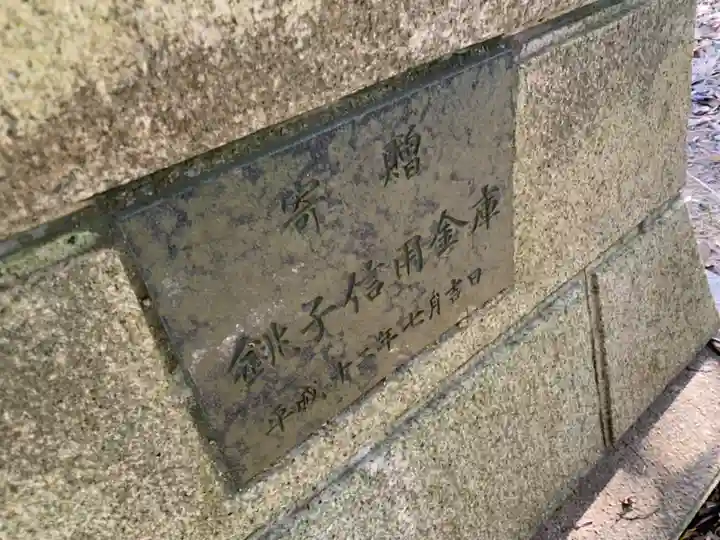 寄贈
銚子信用金庫
平成十二年七月吉日